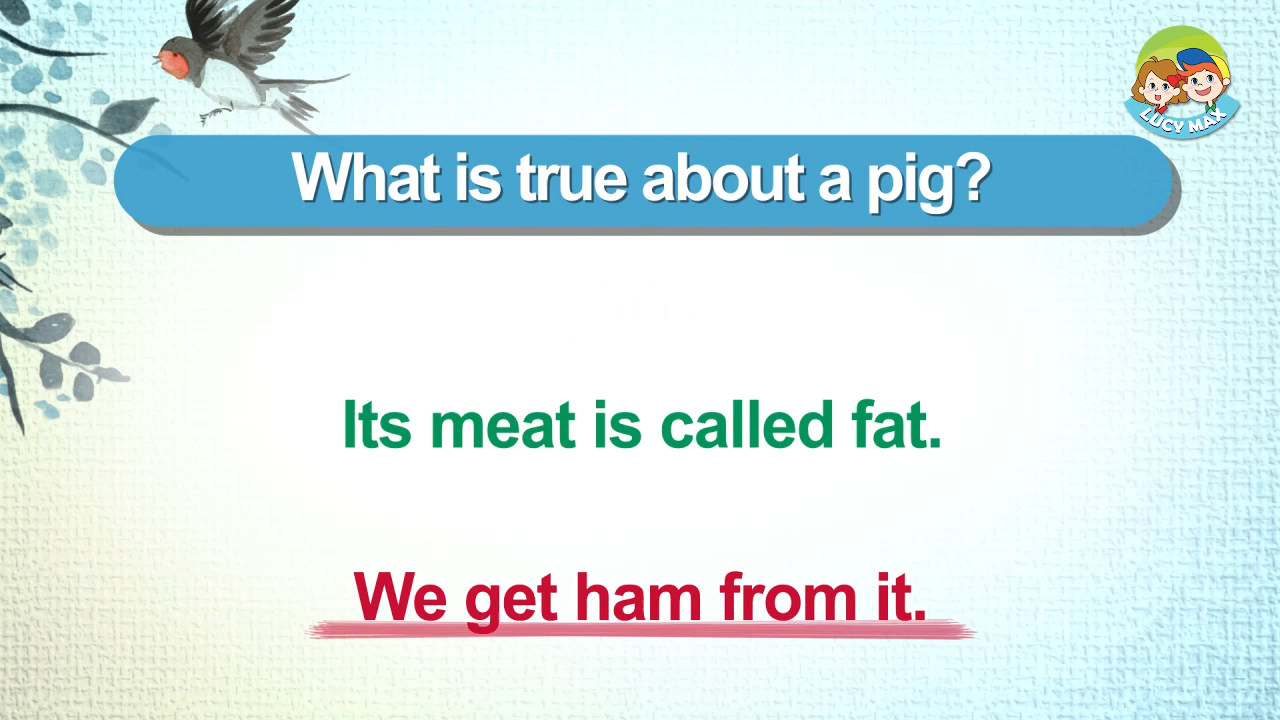 LUCY MAX
What is true about a pig?
Its meat is called fat.
We get ham from it.